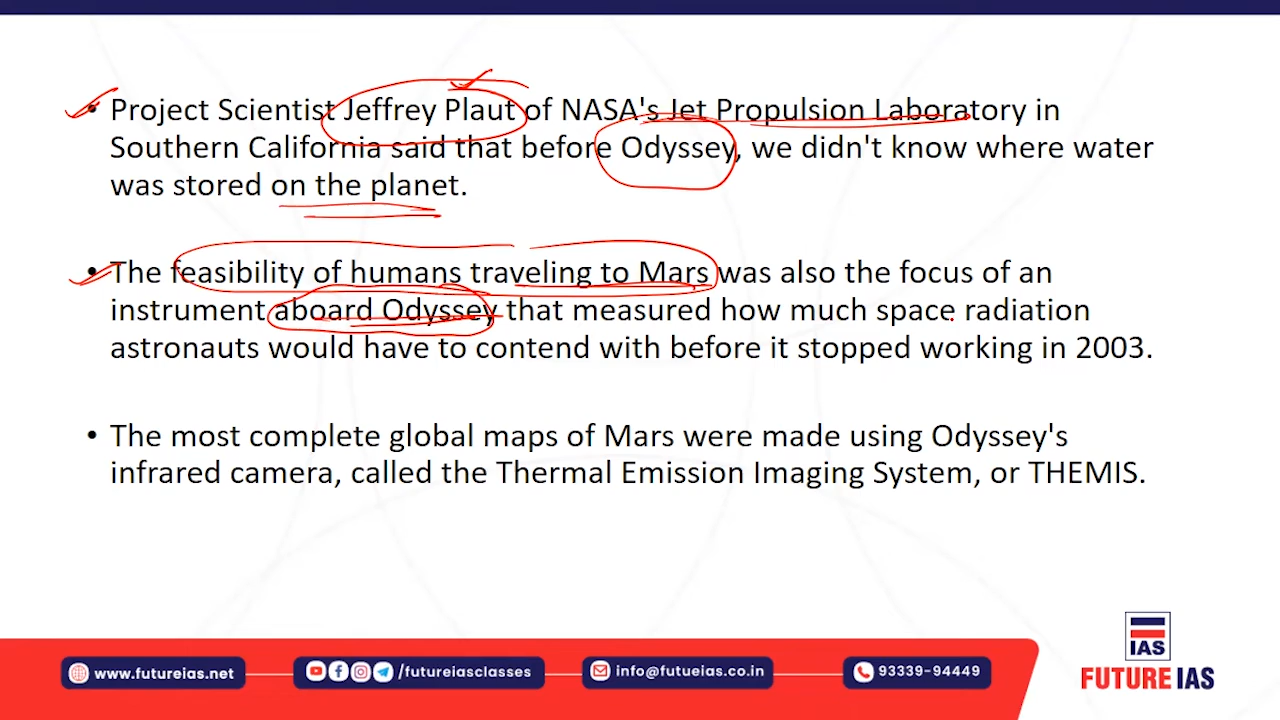 • Project Scientist Jeffrey Plaut of NASA's Jet Propulsion Laboratory in
Southern California said that before Odyssey, we didn't know where water
was stored on the planet.
• The feasibility of humans traveling to Mars was also the focus of an
instrument aboard Odyssey that measured how much space radiation
astronauts would have to contend with before it stopped working in 2003.
• The most complete global maps of Mars were made using Odyssey's
infrared camera, called the Thermal Emission Imaging System, or THEMIS.
www.futureias.net
/futureiasclasses
info@futueias.co.in
93339-94449
IAS
FUTURE IAS